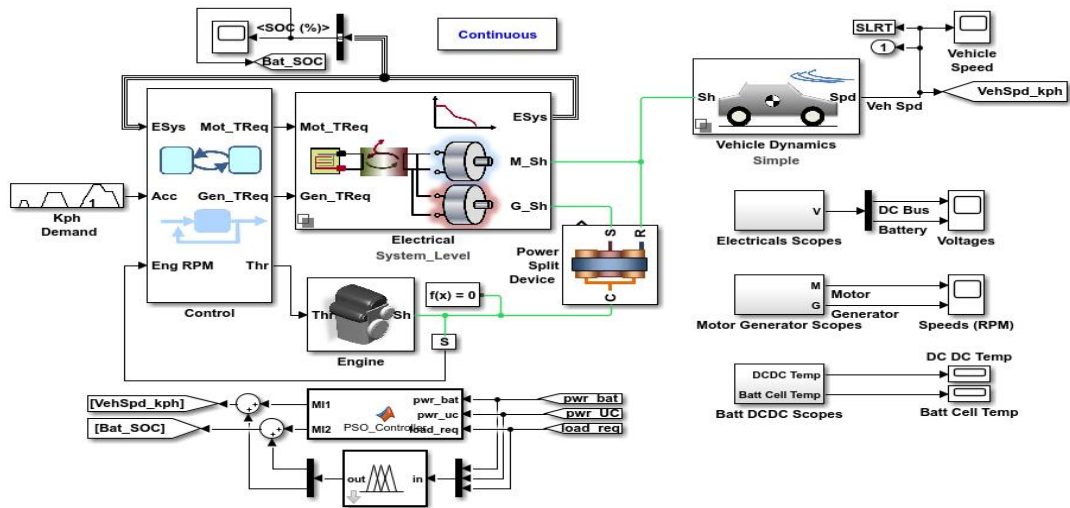 <SOC (%)>
Bat_SOC
Continuous
SLRT
1
Vehicle
Speed
VehSpd_kph
Sh
Spd
Veh Spd
Vehicle Dynamics
Simple
ESys
Mot_TReq
Acc
Gen_TReq
Eng RPM
Thr
Control
1
Kph
Demand
Mot_TReq
Gen_TReq
ESys
M_Sh
G_Sh
Electrical
System_Level
Power
Split
Device
S
R
C
f(x) = 0
Thr
Sh
Engine
S
V
Electricals Scopes
DC Bus
Battery
Voltages
M
G
Motor
Generator
Motor Generator Scopes
Speeds (RPM)
DCDC Temp
Batt Cell Temp
Batt DCDC Scopes
DC DC Temp
Batt Cell Temp
[VehSpd_kph]
[Bat_SOC]
+
+
+
+
MI1
MI2
PSO_Controller
pwr_bat
pwr_uc
load_req
pwr_bat
pwr_UC
load_req
out
in